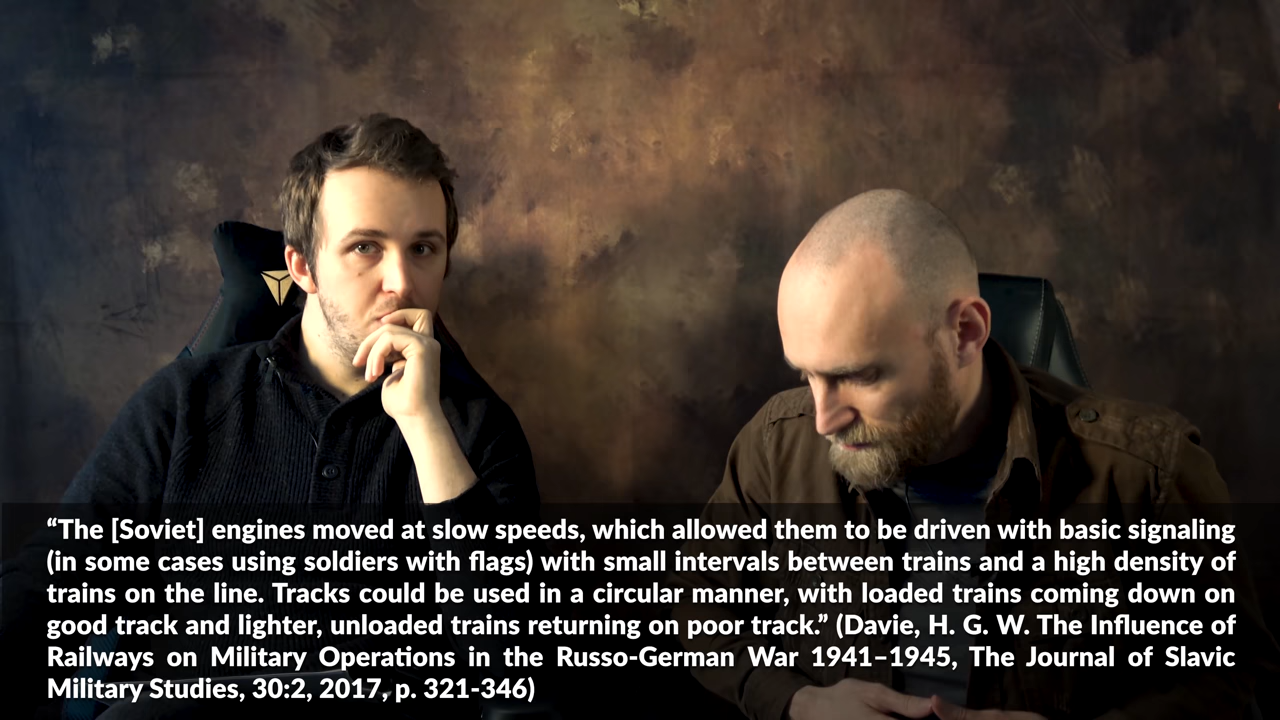 “The [Soviet] engines moved at slow speeds, which allowed them to be driven with basic signaling
(in some cases using soldiers with flags) with small intervals between trains and a high density of
trains on the line. Tracks could be used in a circular manner, with loaded trains coming down on
good track and lighter, unloaded trains returning on poor track.” (Davie, H. G. W. The Influence of
Railways on Military Operations in the Russo-German War 1941–1945, The Journal of Slavic
Military Studies, 30:2, 2017, p. 321-346)